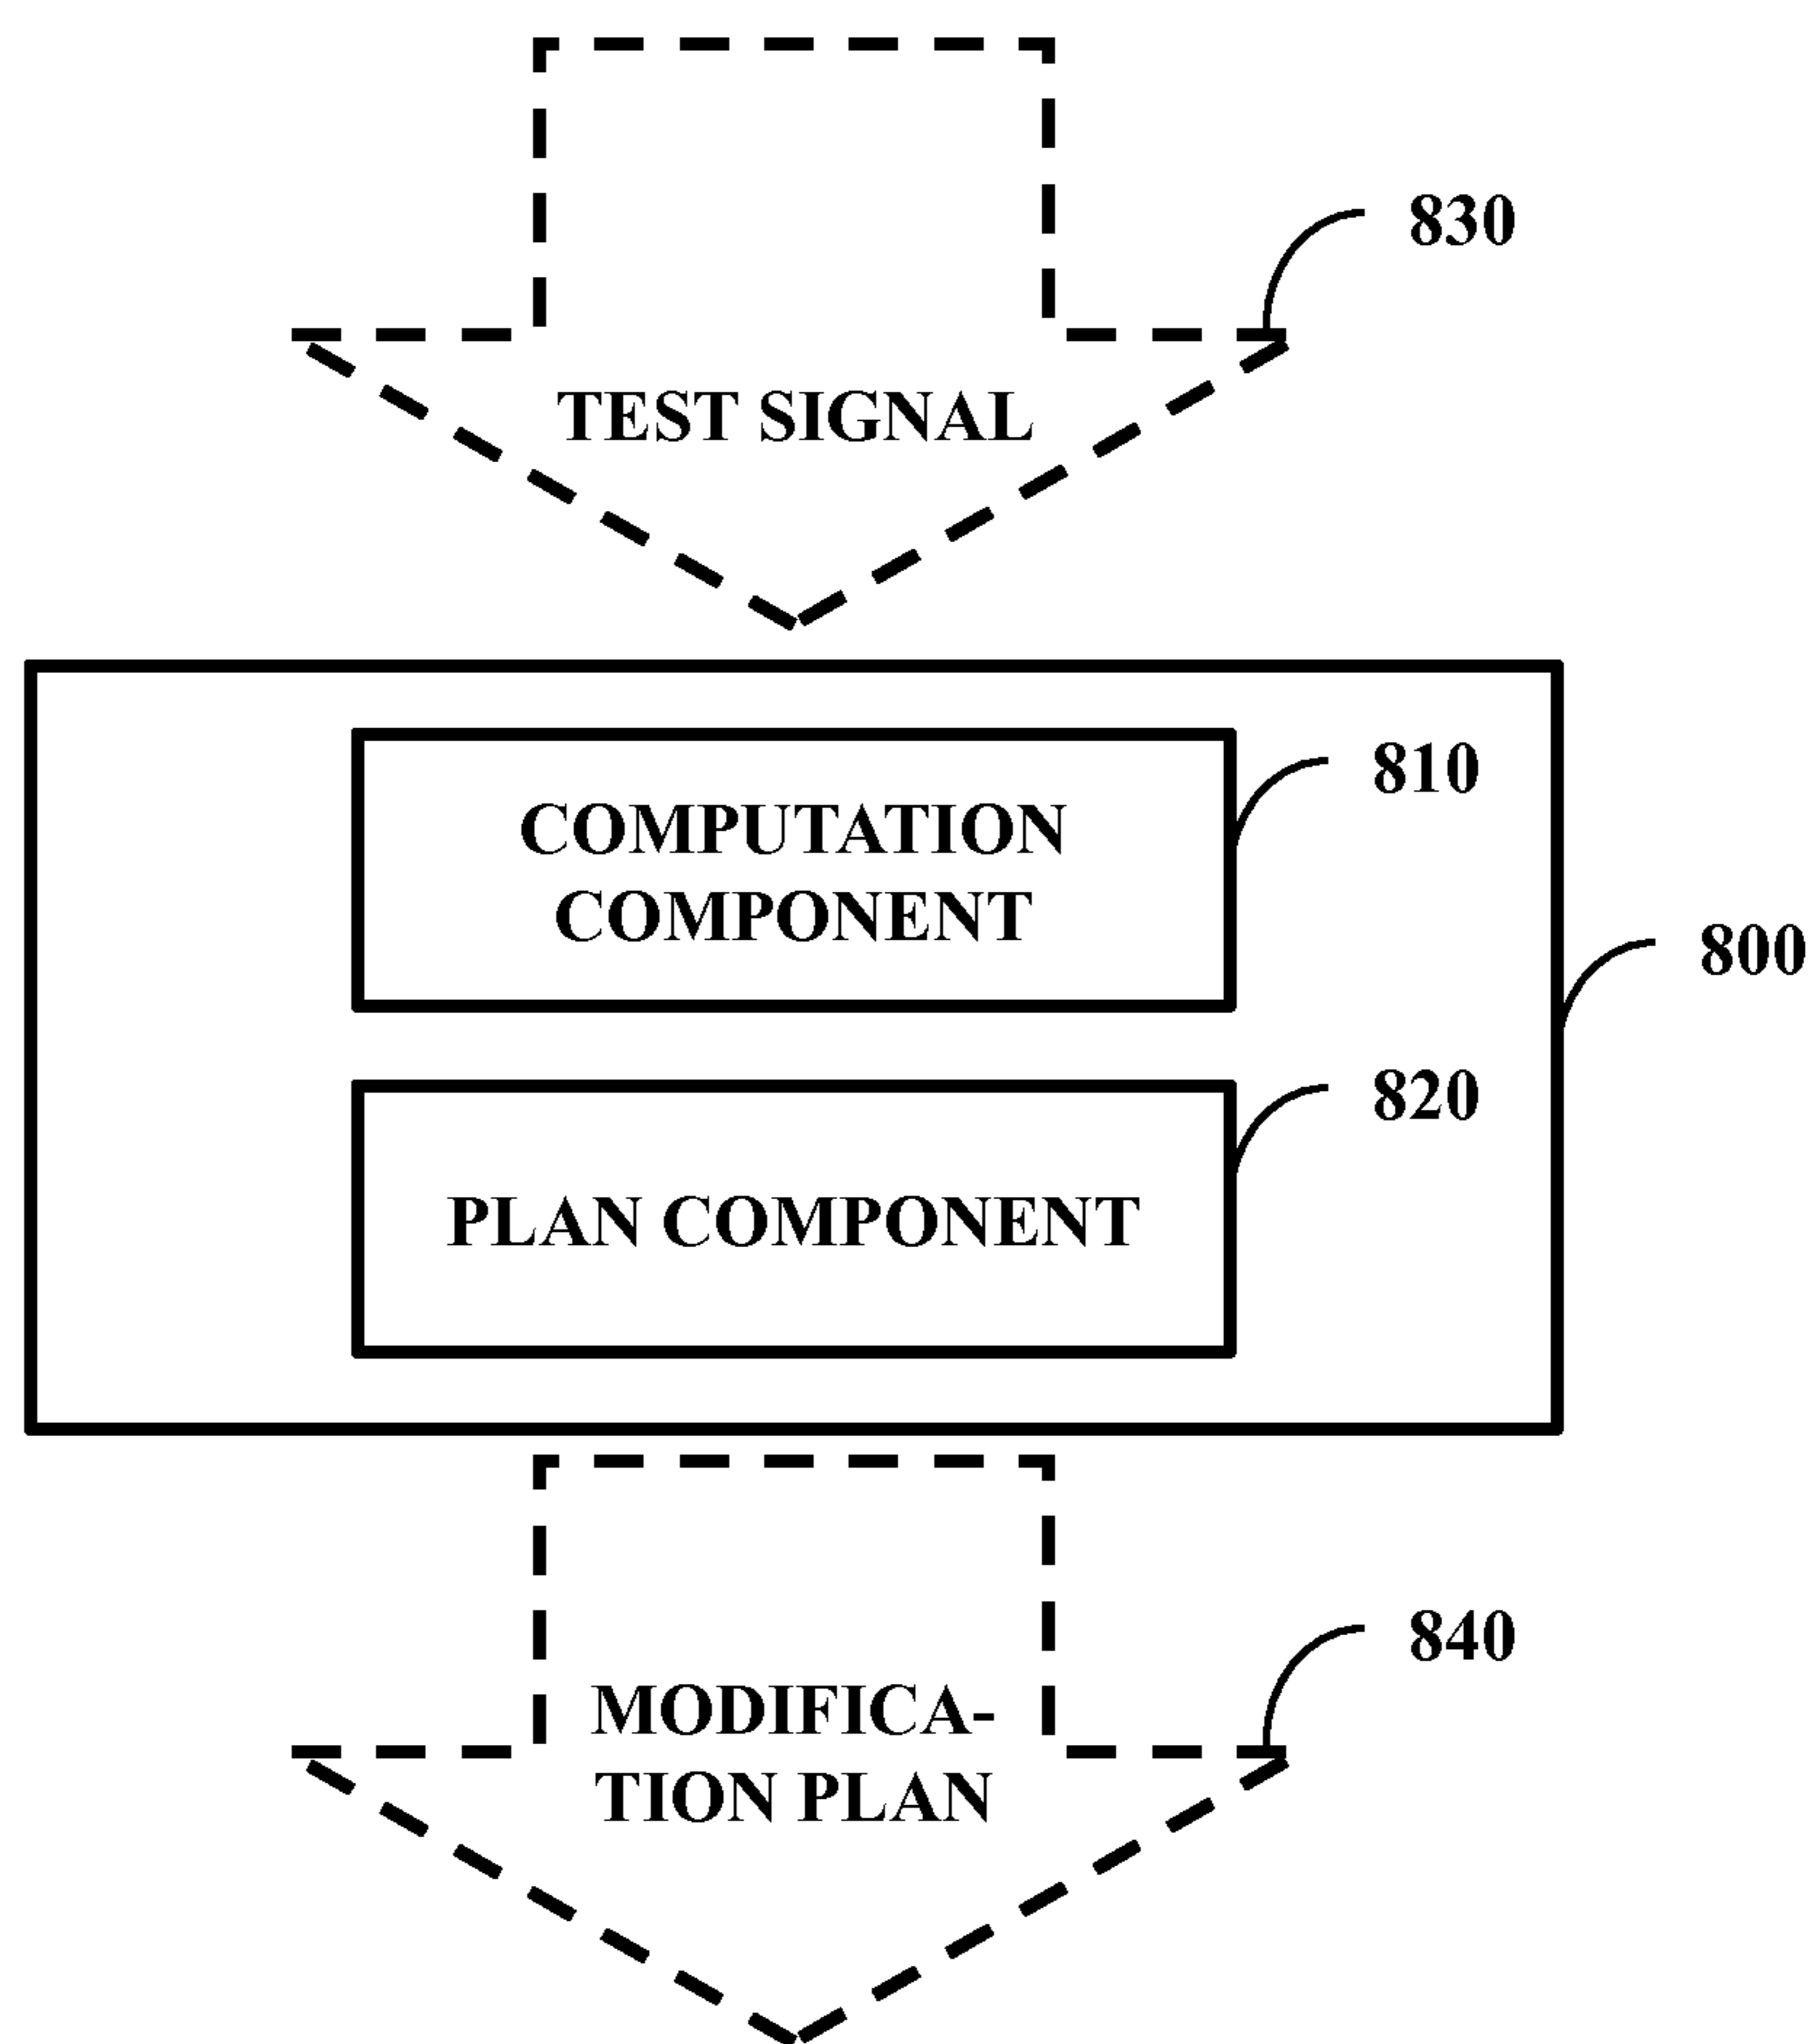 830
TEST SIGNAL
810
COMPUTATION
COMPONENT
800
820
PLAN COMPONENT
840
MODIFICA-
TION PLAN